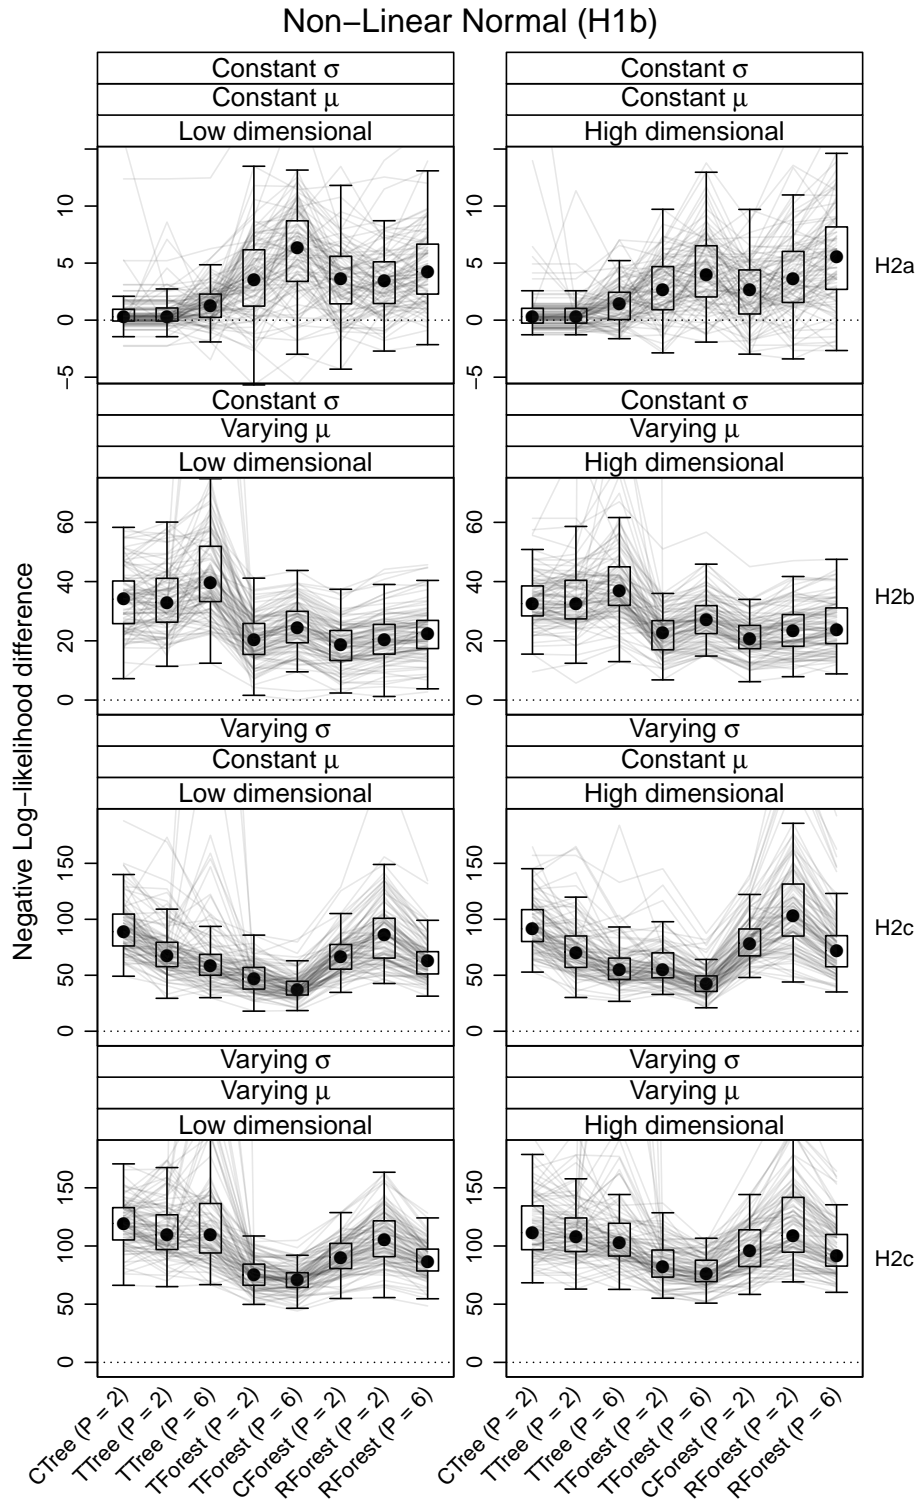 Non−Linear Normal (H1b)
Constant σ
Constant σ
Constant μ
Constant μ
Low dimensional
High dimensional
10
5
0
−5
10
5
0
−5
H2a
Constant σ
Constant σ
Varying μ
Varying μ
Low dimensional
High dimensional
60
40
20
0
60
40
20
0
H2b
Negative Log−likelihood difference
Varying σ
Varying σ
Constant μ
Constant μ
Low dimensional
High dimensional
150
100
50
0
150
100
50
0
H2c
Varying σ
Varying σ
Varying μ
Varying μ
Low dimensional
High dimensional
150
100
50
0
150
100
50
0
H2c
CTree (P = 2)
TTree (P = 2)
TTree (P = 6)
TForest (P = 2)
TForest (P = 6)
CForest (P = 2)
RForest (P = 2)
RForest (P = 6)
CTree (P = 2)
TTree (P = 2)
TTree (P = 6)
TForest (P = 2)
TForest (P = 6)
CForest (P = 2)
RForest (P = 2)
RForest (P = 6)